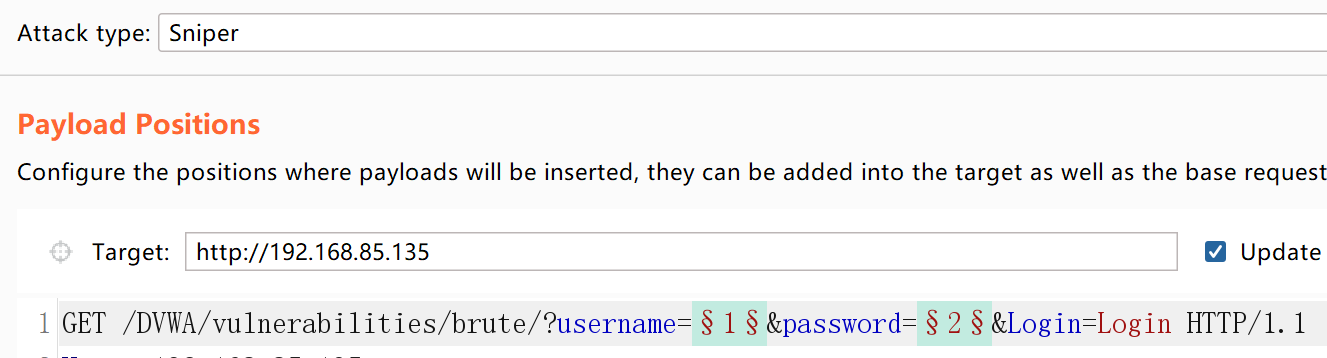 Attack type: Sniper
Payload Positions
Configure the positions where payloads will be inserted, they can be added into the target as well as the base request
Target: http://192.168.85.135 Update
1 GET /DVWA/vulnerabilities/brute/?username=§1§&password=§2§&Login=Login HTTP/1.1